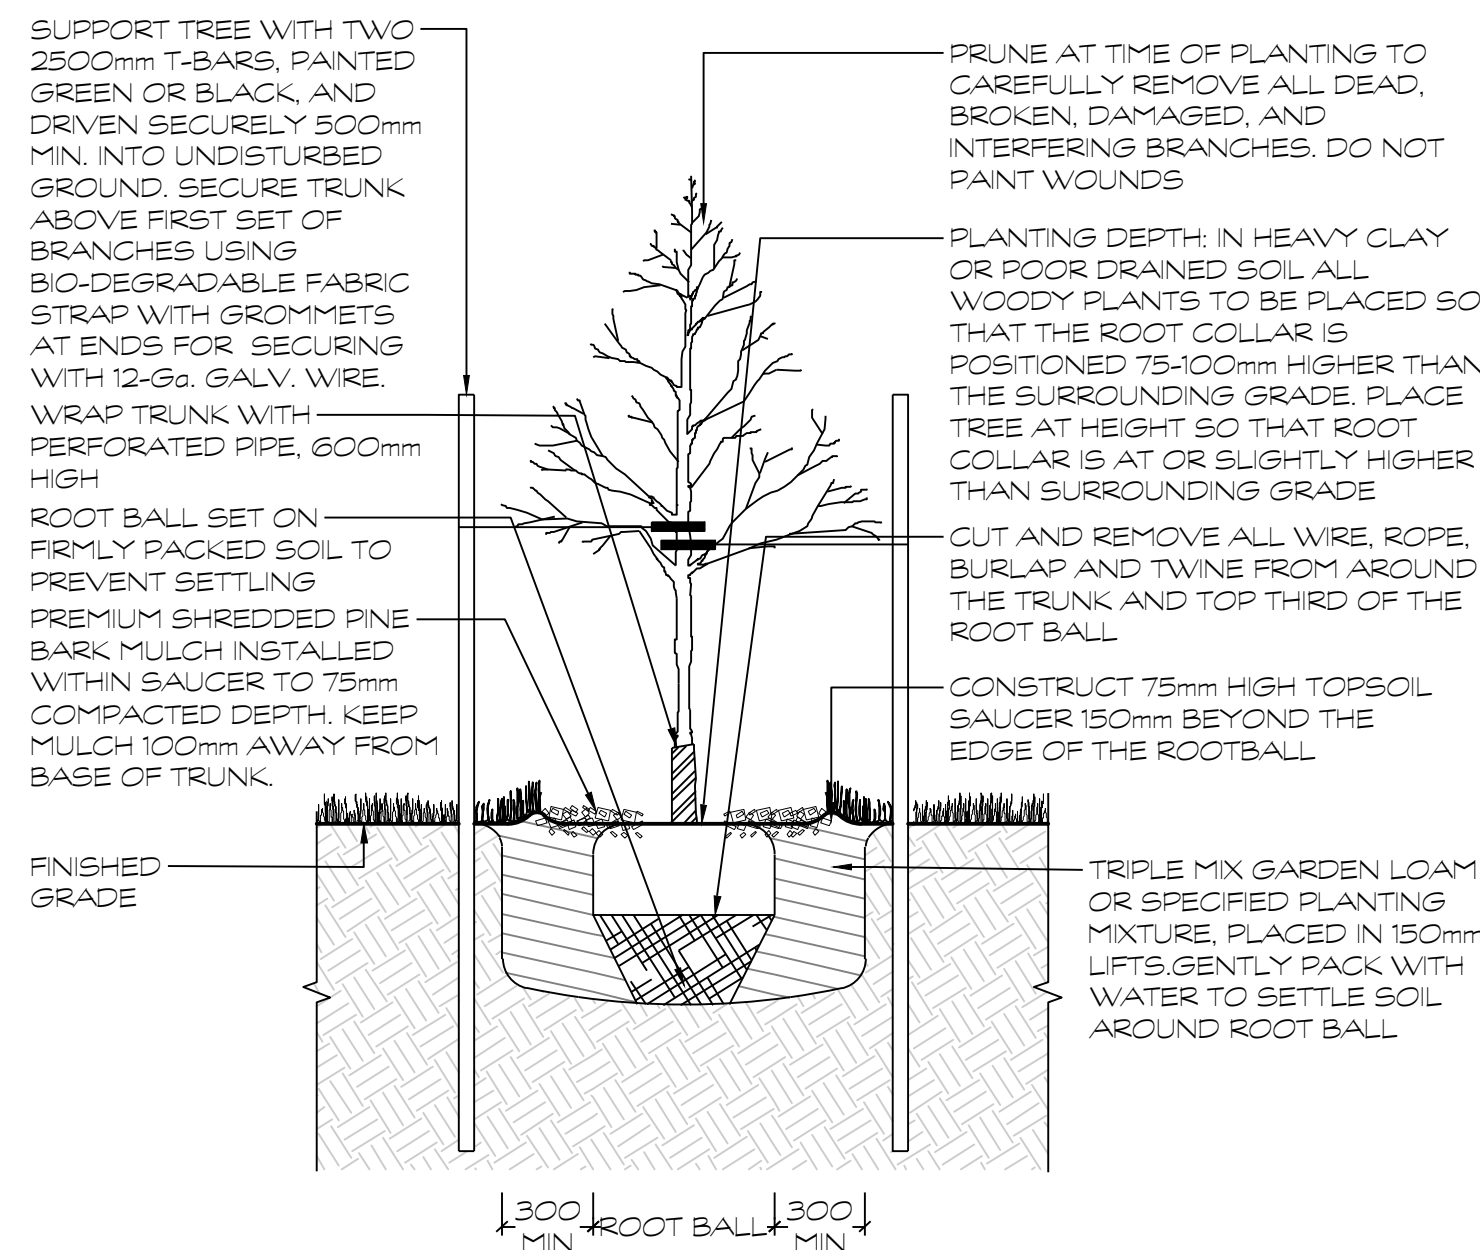 SUPPORT TREE WITH TWO
2500mm T-BARS, PAINTED
GREEN OR BLACK, AND
DRIVEN SECURELY 500mm
MIN. INTO UNDISTURBED
GROUND. SECURE TRUNK
ABOVE FIRST SET OF
BRANCHES USING
BIO-DEGRADABLE FABRIC
STRAP WITH GROMMETS
AT ENDS FOR SECURING
WITH 12-Ga. GALV. WIRE.
WRAP TRUNK WITH
PERFORATED PIPE, 600mm
HIGH
ROOT BALL SET ON
FIRMLY PACKED SOIL TO
PREVENT SETTLING
PREMIUM SHREDDED PINE
BARK MULCH INSTALLED
WITHIN SAUCER TO 75mm
COMPACTED DEPTH. KEEP
MULCH 100mm AWAY FROM
BASE OF TRUNK.
FINISHED
GRADE
PRUNE AT TIME OF PLANTING TO
CAREFULLY REMOVE ALL DEAD,
BROKEN, DAMAGED, AND
INTERFERING BRANCHES. DO NOT
PAINT WOUNDS
PLANTING DEPTH: IN HEAVY CLAY
OR POOR DRAINED SOIL ALL
WOODY PLANTS TO BE PLACED SO
THAT THE ROOT COLLAR IS
POSITIONED 75-100mm HIGHER THAN
THE SURROUNDING GRADE. PLACE
TREE AT HEIGHT SO THAT ROOT
COLLAR IS AT OR SLIGHTLY HIGHER
THAN SURROUNDING GRADE
CUT AND REMOVE ALL WIRE, ROPE,
BURLAP AND TWINE FROM AROUND
THE TRUNK AND TOP THIRD OF THE
ROOT BALL
CONSTRUCT 75mm HIGH TOPSOIL
SAUCER 150mm BEYOND THE
EDGE OF THE ROOTBALL
TRIPLE MIX GARDEN LOAM
OR SPECIFIED PLANTING
MIXTURE, PLACED IN 150mm
LIFTS.GENTLY PACK WITH
WATER TO SETTLE SOIL
AROUND ROOT BALL
300
MIN
ROOT BALL
300
MIN